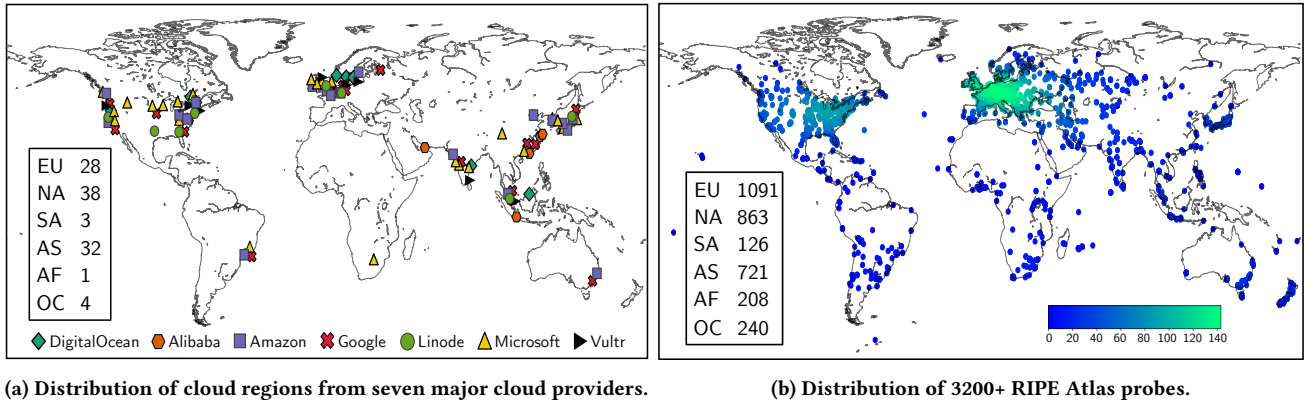 EU 28
NA 38
SA 3
AS 32
AF 1
OC 4
DigitalOcean Alibaba Amazon Google Linode Microsoft Vultr
(a) Distribution of cloud regions from seven major cloud providers.
EU 1091
NA 863
SA 126
AS 721
AF 208
OC 240
0 20 40 60 80 100 120 140
(b) Distribution of 3200+ RIPE Atlas probes.